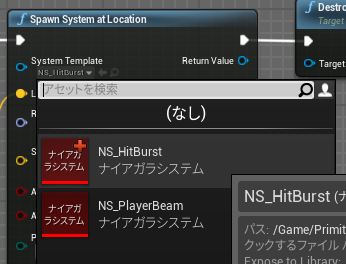 f Spawn System at Location
Destro
Target
System Template
Return Value
Target
NS_HitBurst
L
アセットを検索
R
(なし)
S
ナイアガ
ラシステム
NS_HitBurst
ナイアガラシステム
A
A
ナイアガ
ラシステム
NS_PlayerBeam
ナイアガラシステム
P
NS_HitBurst (ナ
パス: /Game/Primit
クックするファイル /
Expose to Library: